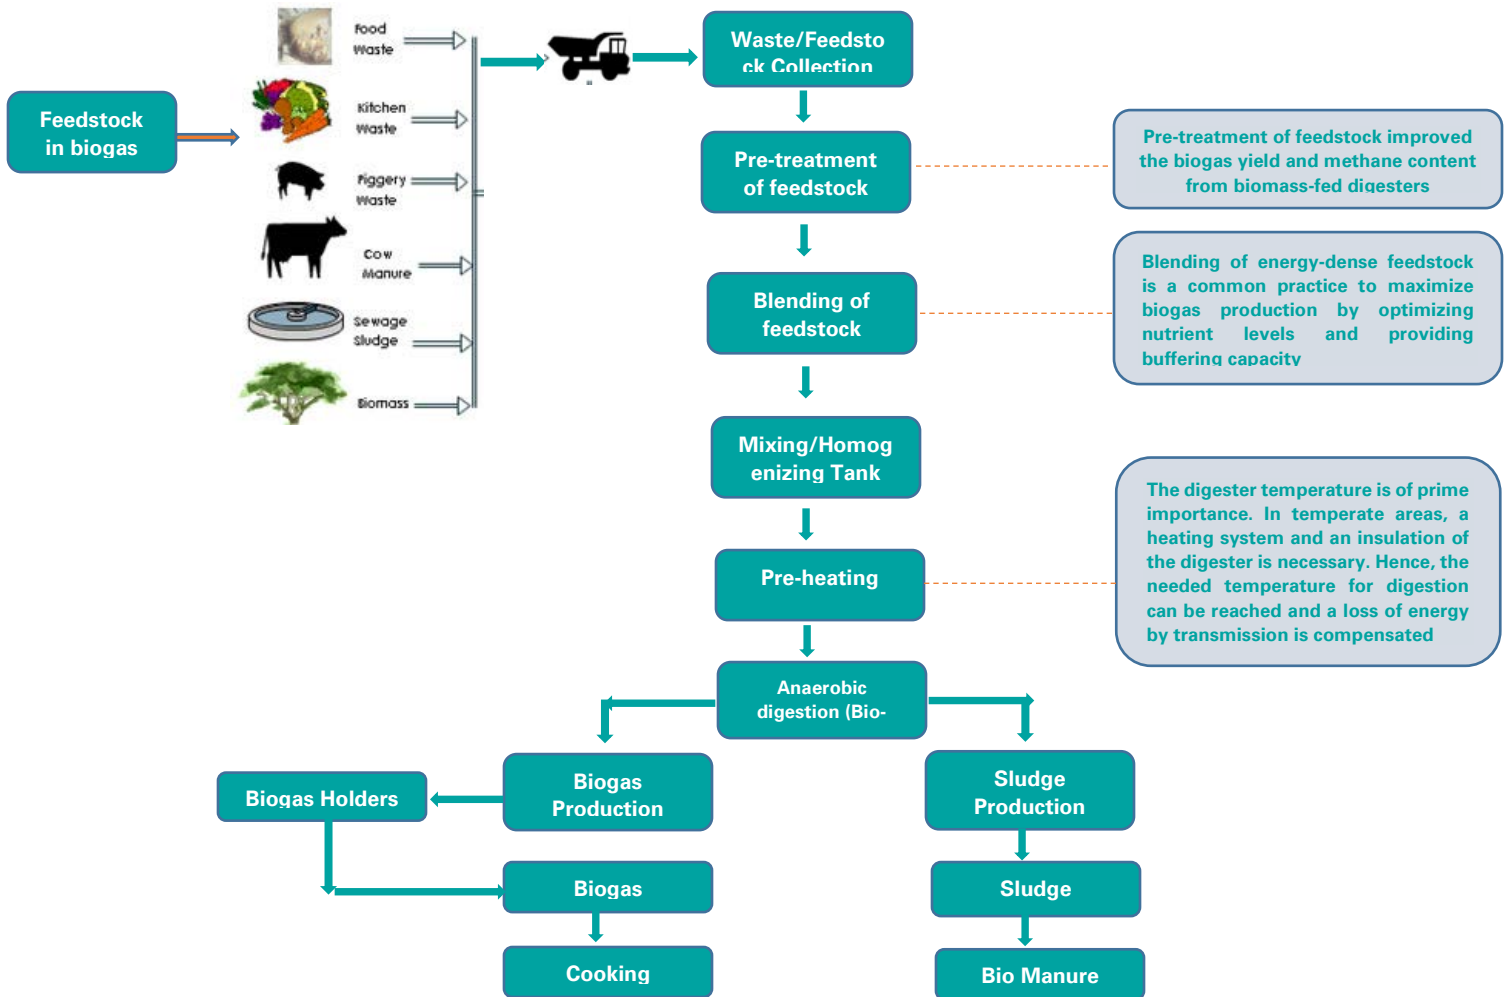 Feedstock
in biogas
Food
Waste
Kitchen
Waste
Piggery
Waste
Cow
Manure
Sewage
Sludge
Biomass
Waste/Feedsto
ck Collection
Pre-treatment
of feedstock
Pre-treatment of feedstock improved
the biogas yield and methane content
from biomass-fed digesters
Blending of
feedstock
Blending of energy-dense feedstock
is a common practice to maximize
biogas production by optimizing
nutrient levels and providing
buffering capacity
Mixing/Homog
enizing Tank
Pre-heating
The digester temperature is of prime
importance. In temperate areas, a
heating system and an insulation of
the digester is necessary. Hence, the
needed temperature for digestion
can be reached and a loss of energy
by transmission is compensated
Anaerobic
digestion (Bio-
Biogas
Production
Biogas Holders
Biogas
Cooking
Sludge
Production
Sludge
Bio Manure